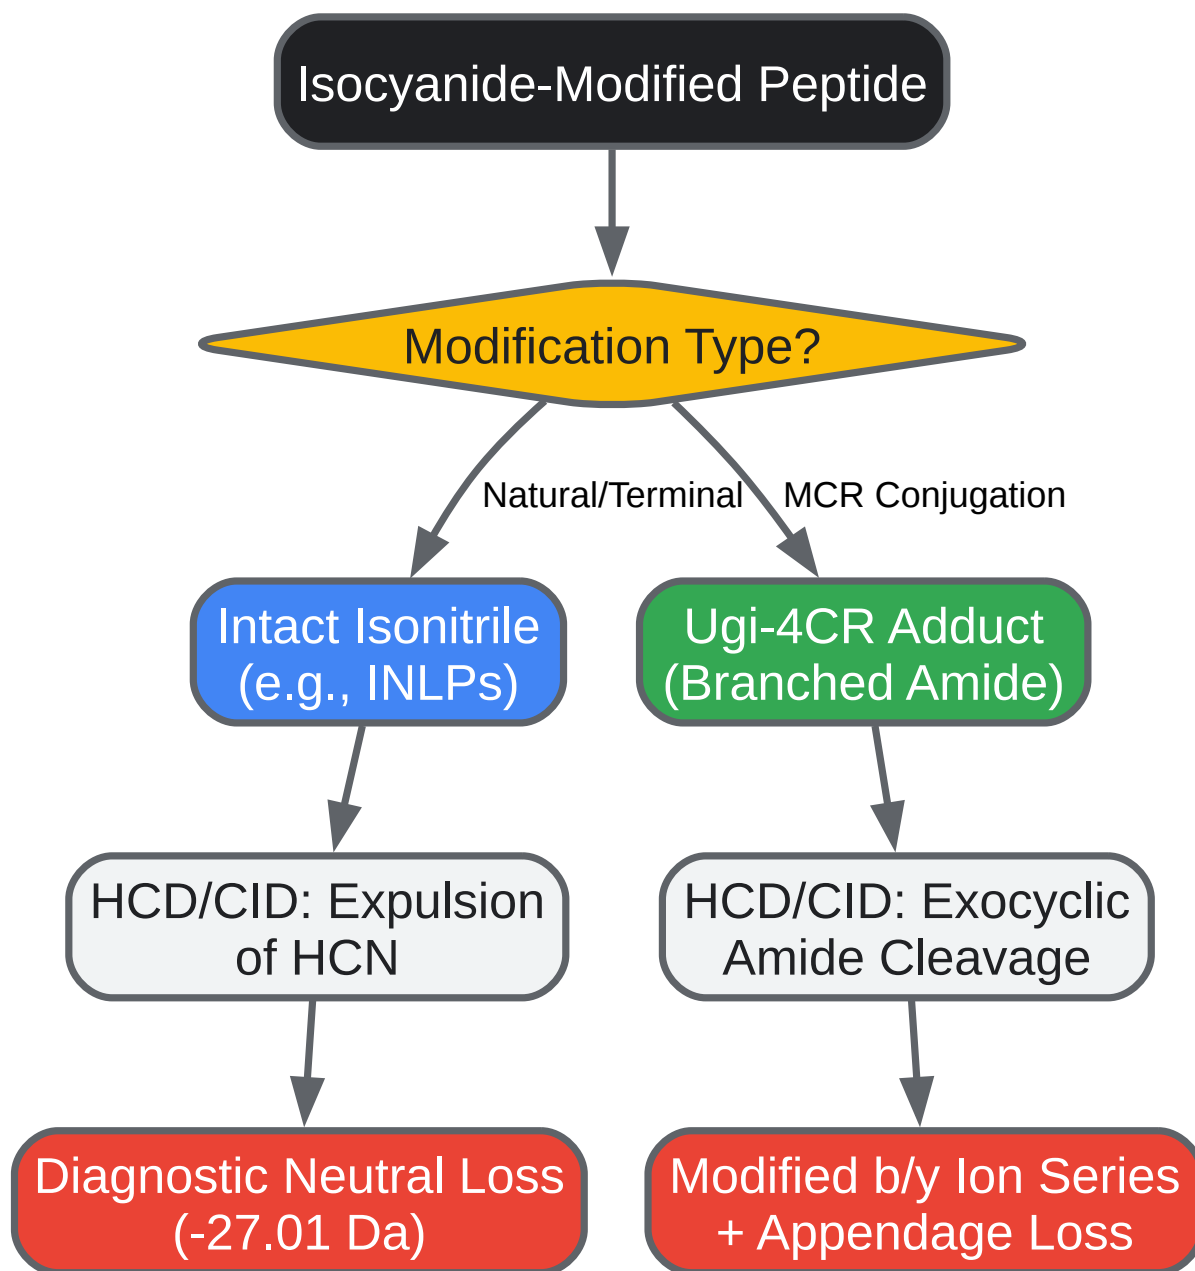 Isocyanide-Modified Peptide
Modification Type?
Natural/Terminal
MCR Conjugation
Intact Isonitrile
(e.g., INLPs)
Ugi-4CR Adduct
(Branched Amide)
HCD/CID: Expulsion
of HCN
HCD/CID: Exocyclic
Amide Cleavage
Diagnostic Neutral Loss
(-27.01 Da)
Modified b/y Ion Series
+ Appendage Loss